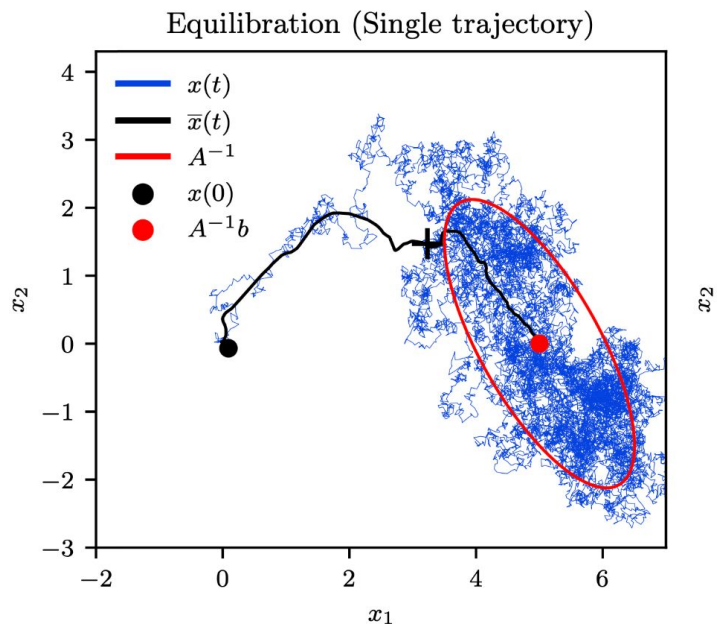 Equilibration (Single trajectory)
4
3
2
1
0
−1
−2
−3
x(t)
x̅(t)
A⁻¹
x(0)
A⁻¹b
x₂
−2
0
2
4
6
x₁
x₂